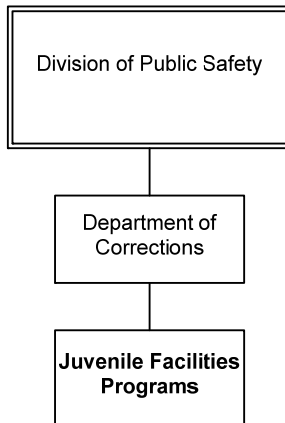 Division of Public Safety
Department of
Corrections
Juvenile Facilities
Programs